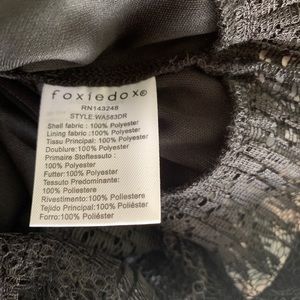 foxiedox®
RN143248
STYLE:WA583DR
Shell fabric : 100% Polyester
Lining fabric : 100% Polyester
Tissu Principal: 100% Polyester
Doublure: 100% Polyester
Primaire Stoffestuto :
100% Polyester
Futter: 100% Polyester
Tessuto Predominante:
100% Poliestere
Rivestimento: 100% Poliestere
Tejido Principal: 100% Poliéster
Forro: 100% Poliéster